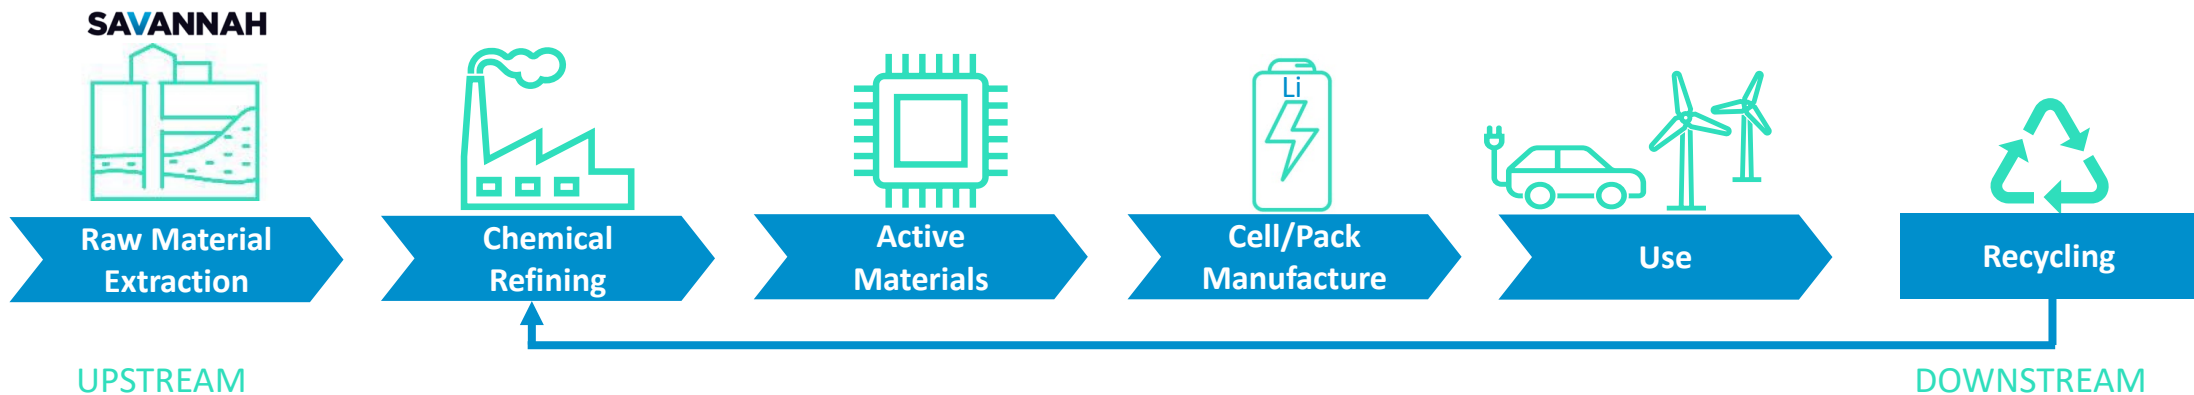 SAVANNAH
Li
Raw Material
Extraction
Chemical
Refining
Active
Materials
Cell/Pack
Manufacture
Use
Recycling
UPSTREAM
DOWNSTREAM